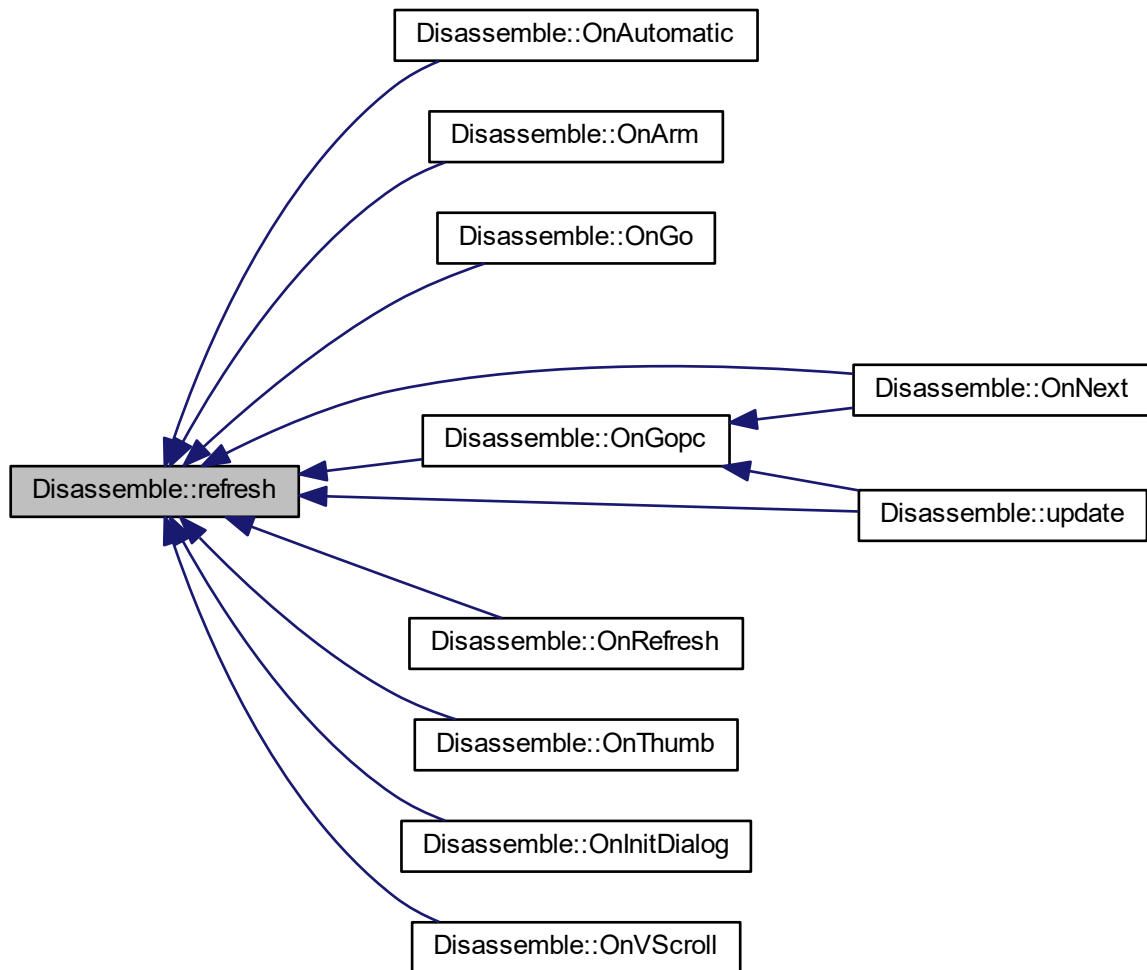 Disassemble::OnAutomatic
Disassemble::OnArm
Disassemble::OnGo
Disassemble::OnNext
Disassemble::OnGopc
Disassemble::refresh
Disassemble::update
Disassemble::OnRefresh
Disassemble::OnThumb
Disassemble::OnInitDialog
Disassemble::OnVScroll